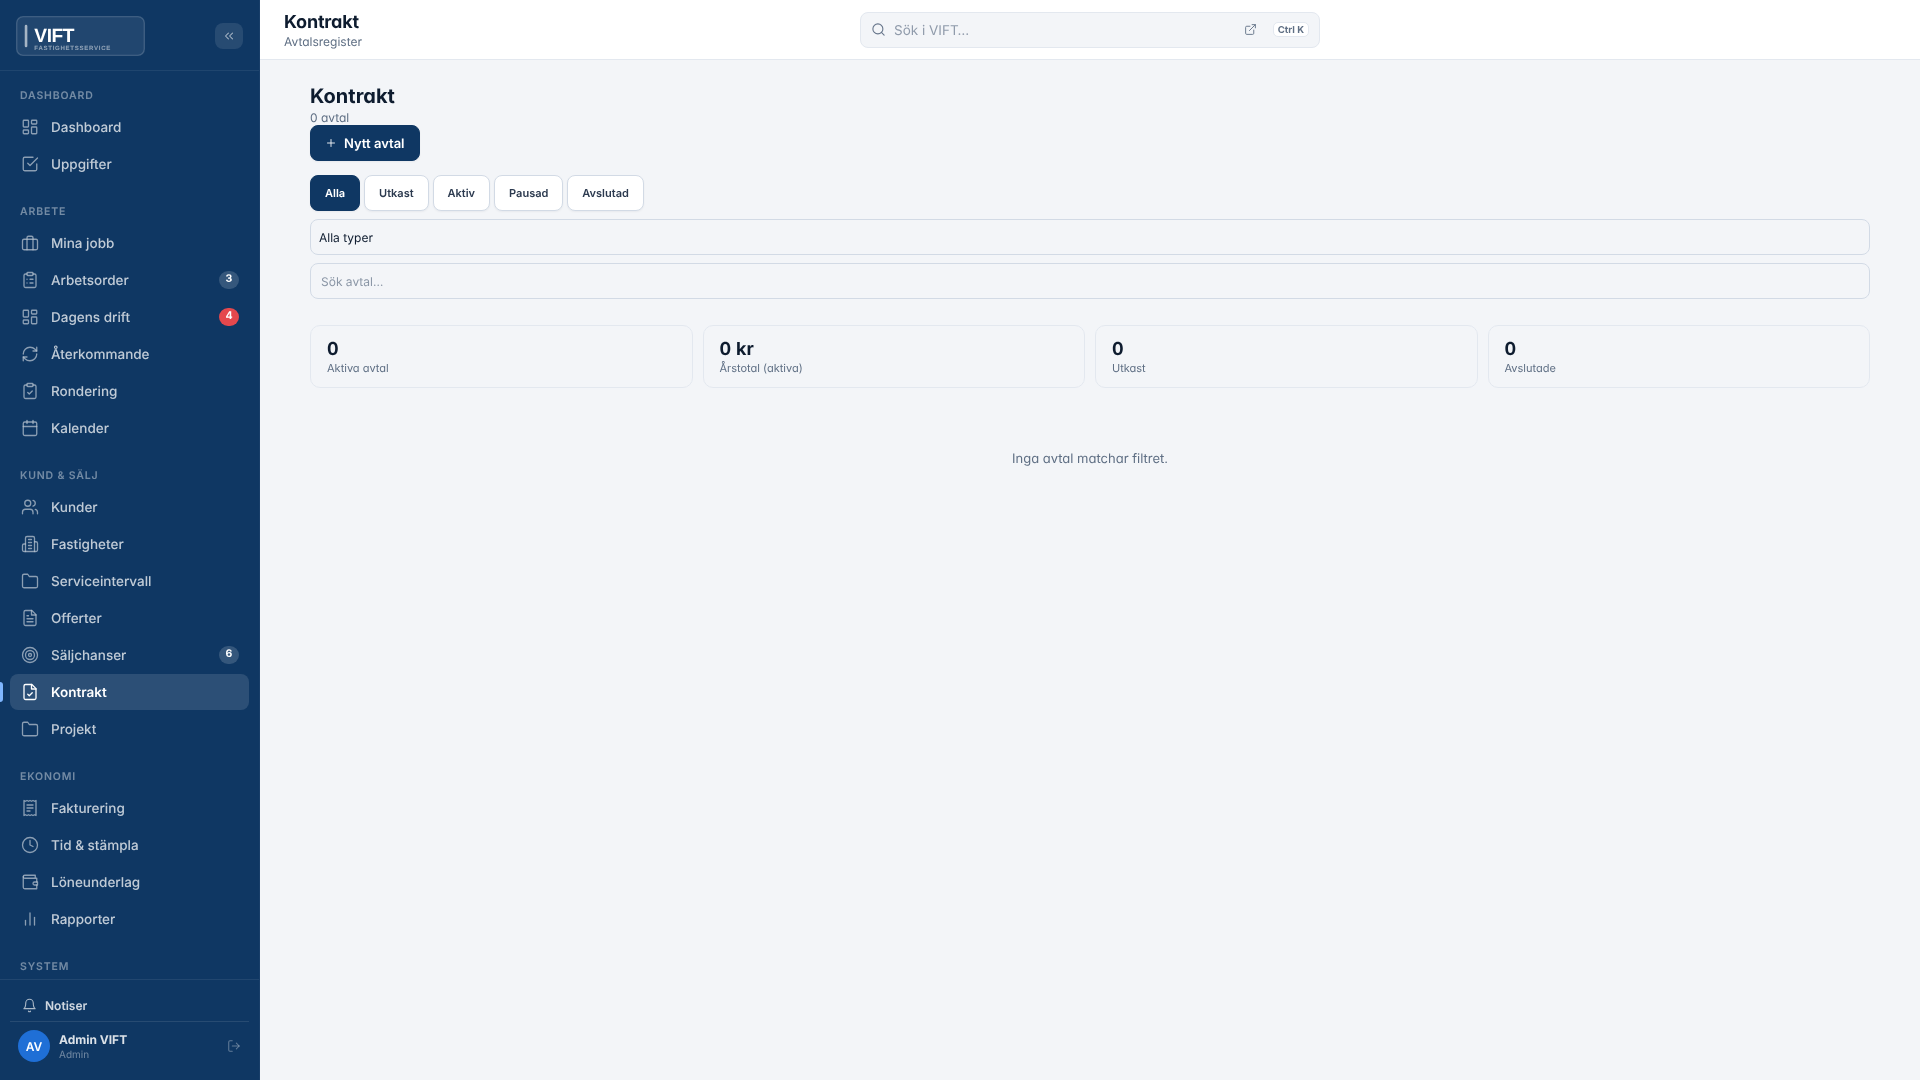 VIFT
FASTIGHETSSERVICE
DASHBOARD
Dashboard
Uppgifter
ARBETE
Mina jobb
Arbetsorder 3
Dagens drift 4
Återkommande
Rondering
Kalender
KUND & SÄLJ
Kunder
Fastigheter
Serviceintervall
Offerter
Säljchanser 6
Kontrakt
Projekt
EKONOMI
Fakturering
Tid & stämpla
Löneunderlag
Rapporter
SYSTEM
Notiser
AV
Admin VIFT
Admin
Kontrakt
Avtalsregister
Sök i VIFT... Ctrl K
Kontrakt
0 avtal
+ Nytt avtal
Alla Utkast Aktiv Pausad Avslutad
Alla typer
Sök avtal...
0
Aktiva avtal
0 kr
Årstotal (aktiva)
0
Utkast
0
Avslutade
Inga avtal matchar filtret.